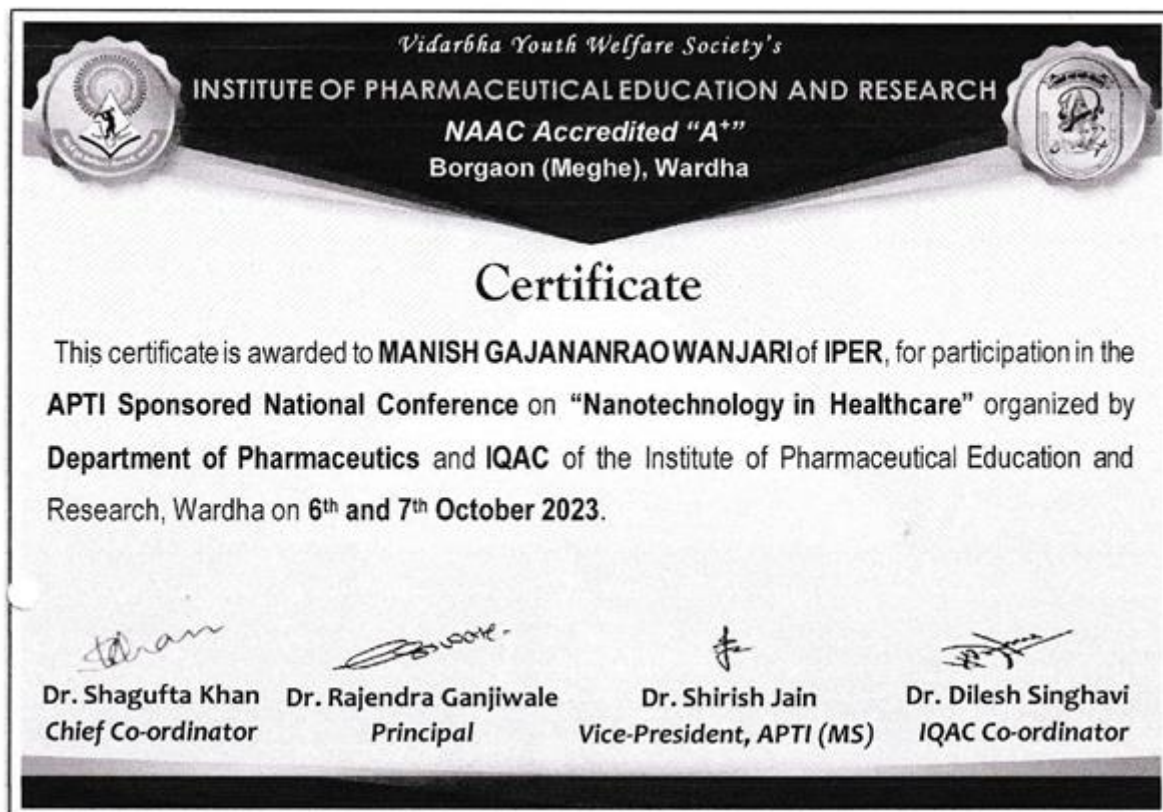 Vidarbha Youth Welfare Society's
INSTITUTE OF PHARMACEUTICAL EDUCATION AND RESEARCH
NAAC Accredited “A+”
Borgaon (Meghe), Wardha
Certificate
This certificate is awarded to MANISH GAJANANRAO WANJARI of IPER, for participation in the
APTI Sponsored National Conference on “Nanotechnology in Healthcare” organized by
Department of Pharmaceutics and IQAC of the Institute of Pharmaceutical Education and
Research, Wardha on 6th and 7th October 2023.
Khan
Dr. Shagufta Khan Dr. Rajendra Ganjiwale Dr. Shirish Jain Dr. Dilesh Singhavi
Chief Co-ordinator Principal Vice-President, APTI (MS) IQAC Co-ordinator